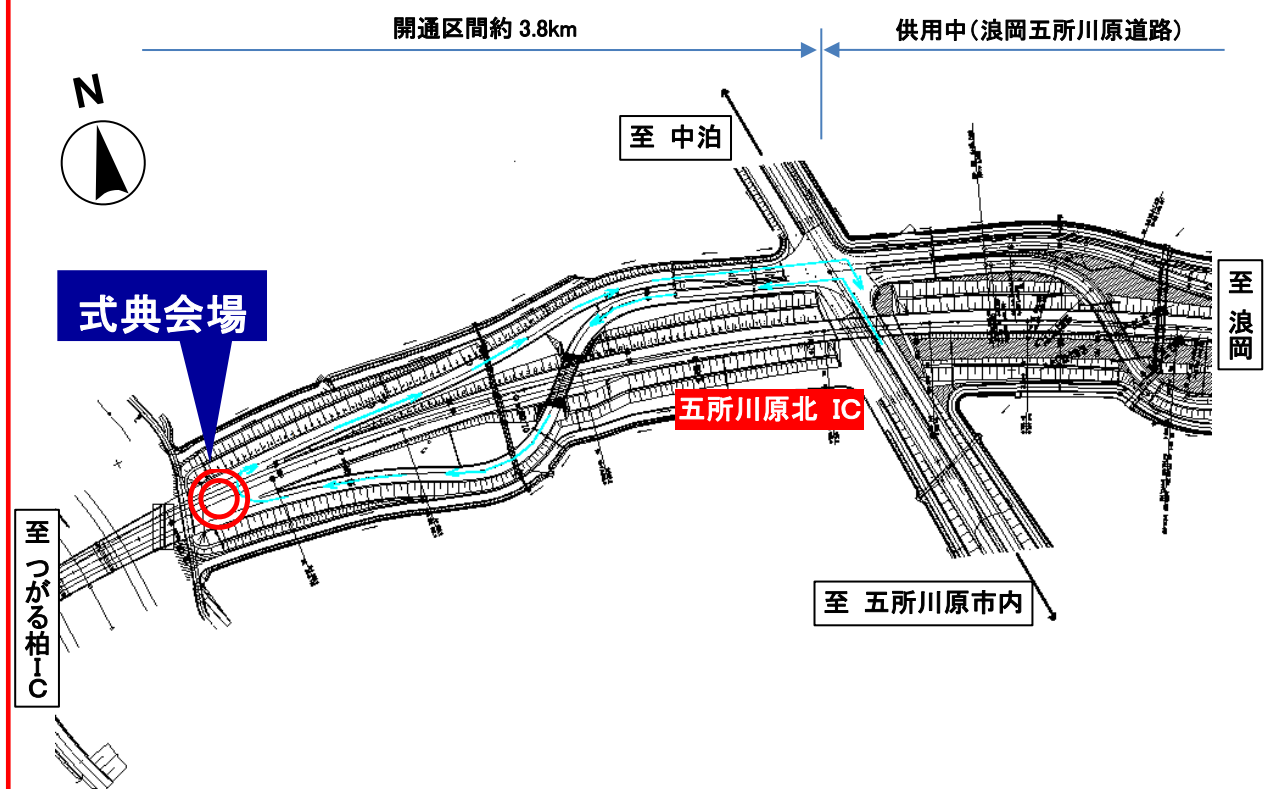 開通区間約 3.8km
供用中(浪岡五所川原道路)
N
至 中泊
式典会場
至 浪岡
五所川原北 IC
至 つがる柏IC
至 五所川原市内